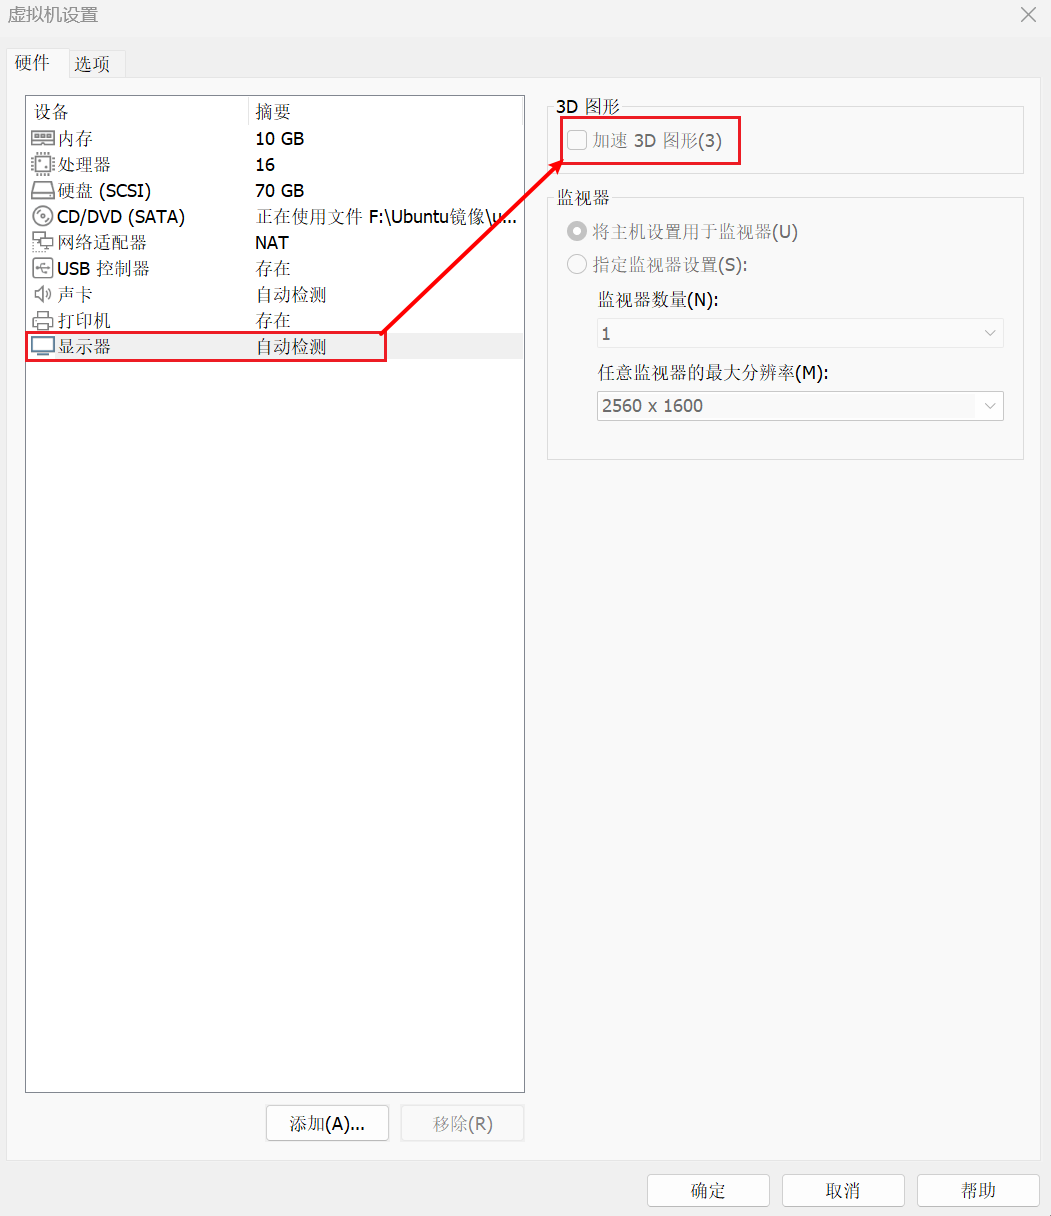 虚拟机设置
硬件 选项
设备 摘要
内存 10 GB
处理器 16
硬盘 (SCSI) 70 GB
CD/DVD (SATA) 正在使用文件 F:\Ubuntu镜像\u...
网络适配器 NAT
USB 控制器 存在
声卡 自动检测
打印机 存在
显示器 自动检测
添加(A)... 移除(R)
3D 图形
加速 3D 图形(3)
监视器
将主机设置用于监视器(U)
指定监视器设置(S):
监视器数量(N):
1
任意监视器的最大分辨率(M):
2560 x 1600
确定 取消 帮助